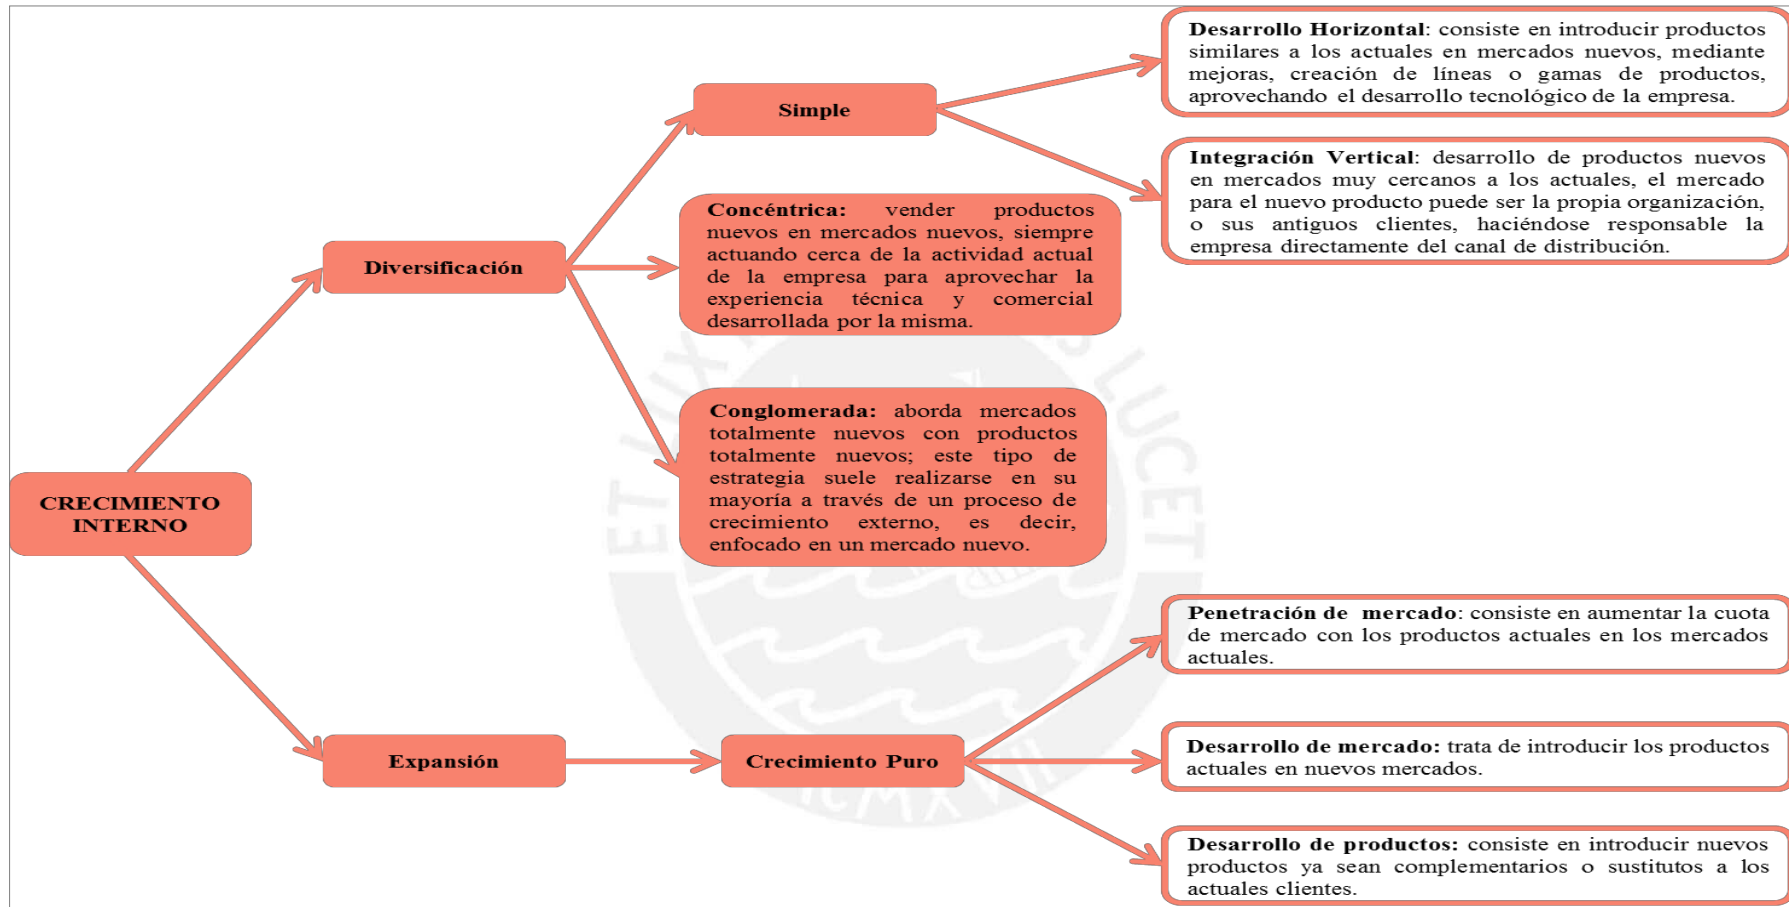 CRECIMIENTO
INTERNO
Diversificación
Simple
Desarrollo Horizontal: consiste en introducir productos
similares a los actuales en mercados nuevos, mediante
mejoras, creación de líneas o gamas de productos,
aprovechando el desarrollo tecnológico de la empresa.
Integración Vertical: desarrollo de productos nuevos
en mercados muy cercanos a los actuales, el mercado
para el nuevo producto puede ser la propia organización,
o sus antiguos clientes, haciéndose responsable la
empresa directamente del canal de distribución.
Concéntrica: vender productos
nuevos en mercados nuevos, siempre
actuando cerca de la actividad actual
de la empresa para aprovechar la
experiencia técnica y comercial
desarrollada por la misma.
Conglomerada: aborda mercados
totalmente nuevos con productos
totalmente nuevos; este tipo de
estrategia suele realizarse en su
mayoría a través de un proceso de
crecimiento externo, es decir,
enfocado en un mercado nuevo.
Expansión
Crecimiento Puro
Penetración de mercado: consiste en aumentar la cuota
de mercado con los productos actuales en los mercados
actuales.
Desarrollo de mercado: trata de introducir los productos
actuales en nuevos mercados.
Desarrollo de productos: consiste en introducir nuevos
productos ya sean complementarios o sustitutos a los
actuales clientes.
ET LUX
LUCET